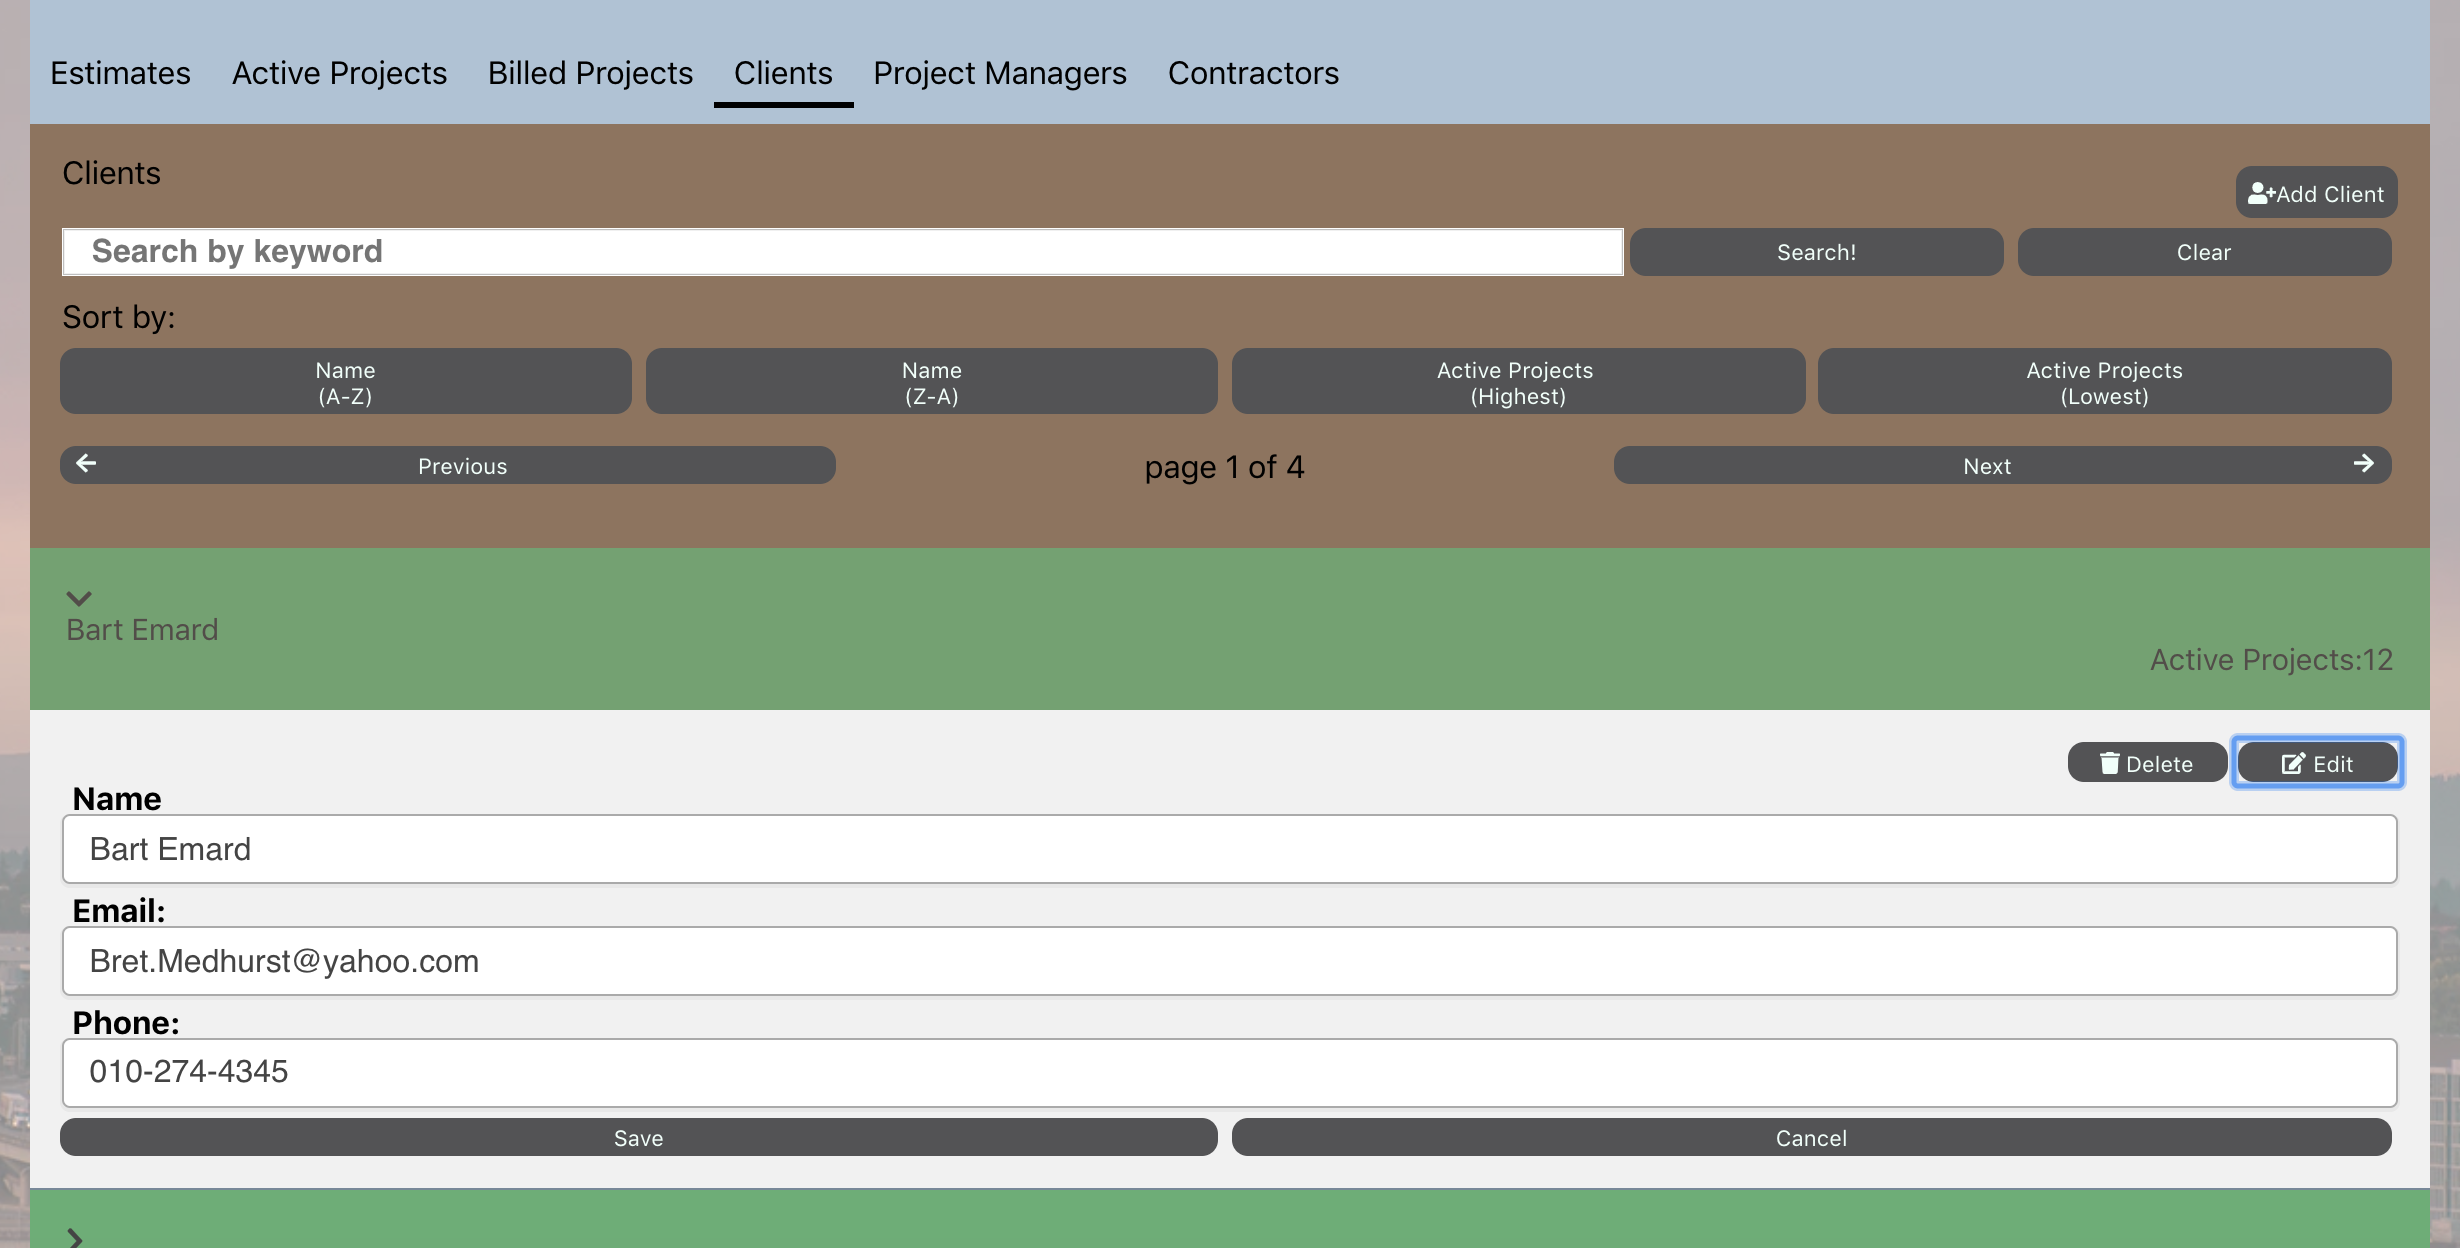 Estimates Active Projects Billed Projects Clients Project Managers Contractors
Clients
Add Client
Search by keyword Search! Clear
Sort by:
Name
(A-Z)
Name
(Z-A)
Active Projects
(Highest)
Active Projects
(Lowest)
Previous page 1 of 4 Next
Bart Emard
Active Projects:12
Delete Edit
Name
Bart Emard
Email:
Bret.Medhurst@yahoo.com
Phone:
010-274-4345
Save Cancel